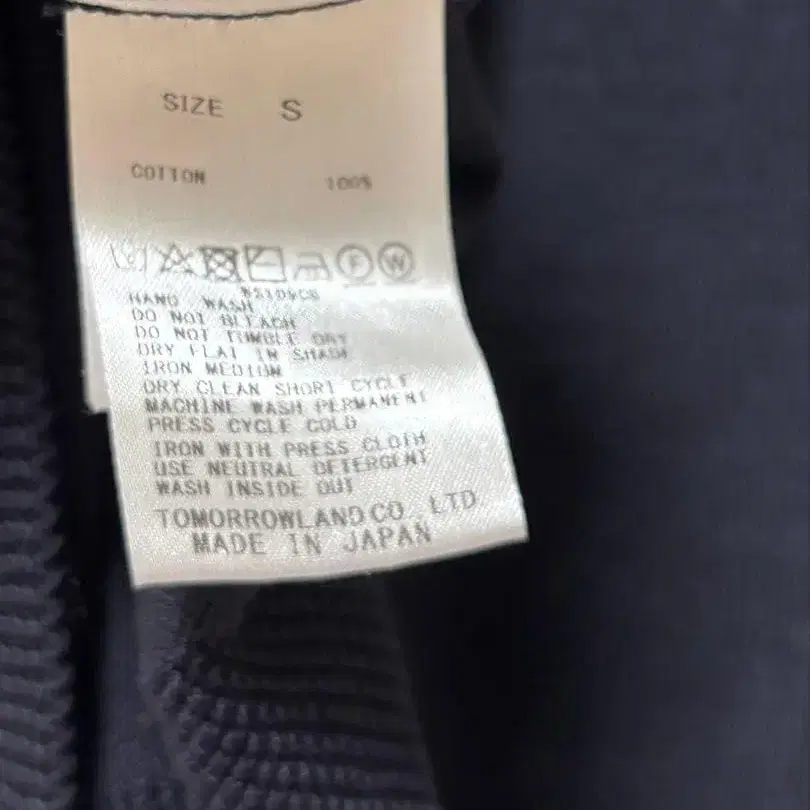 SIZE S
COTTON 100%
F W
HAND WASH
DO NOT BLEACH
DO NOT TUMBLE DRY
DRY FLAT IN SHADE
IRON MEDIUM
DRY CLEAN SHORT CYCLE
MACHINE WASH PERMANENT
PRESS CYCLE COLD
IRON WITH PRESS CLOTH
USE NEUTRAL DETERGENT
WASH INSIDE OUT
TOMORROWLAND CO. LTD
MADE IN JAPAN